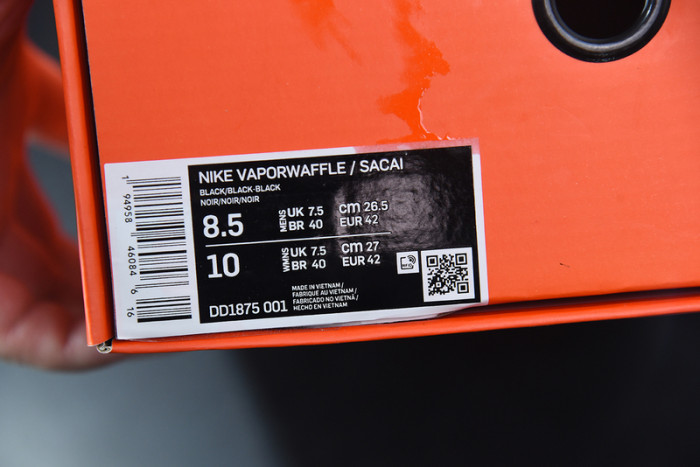 NIKE VAPORWAFFLE / SACAI
BLACK/BLACK-BLACK
NOIR/NOIR/NOIR
8.5 MENS UK 7.5 cm 26.5
BR 40 EUR 42
10 WMNS UK 7.5 cm 27
BR 40 EUR 42
MADE IN VIETNAM /
FABRIQUE AU VIETNAM /
FABRICADO NO VIETNÃ /
HECHO EN VIETNAM
DD1875 001
1 94958 46084 6 16